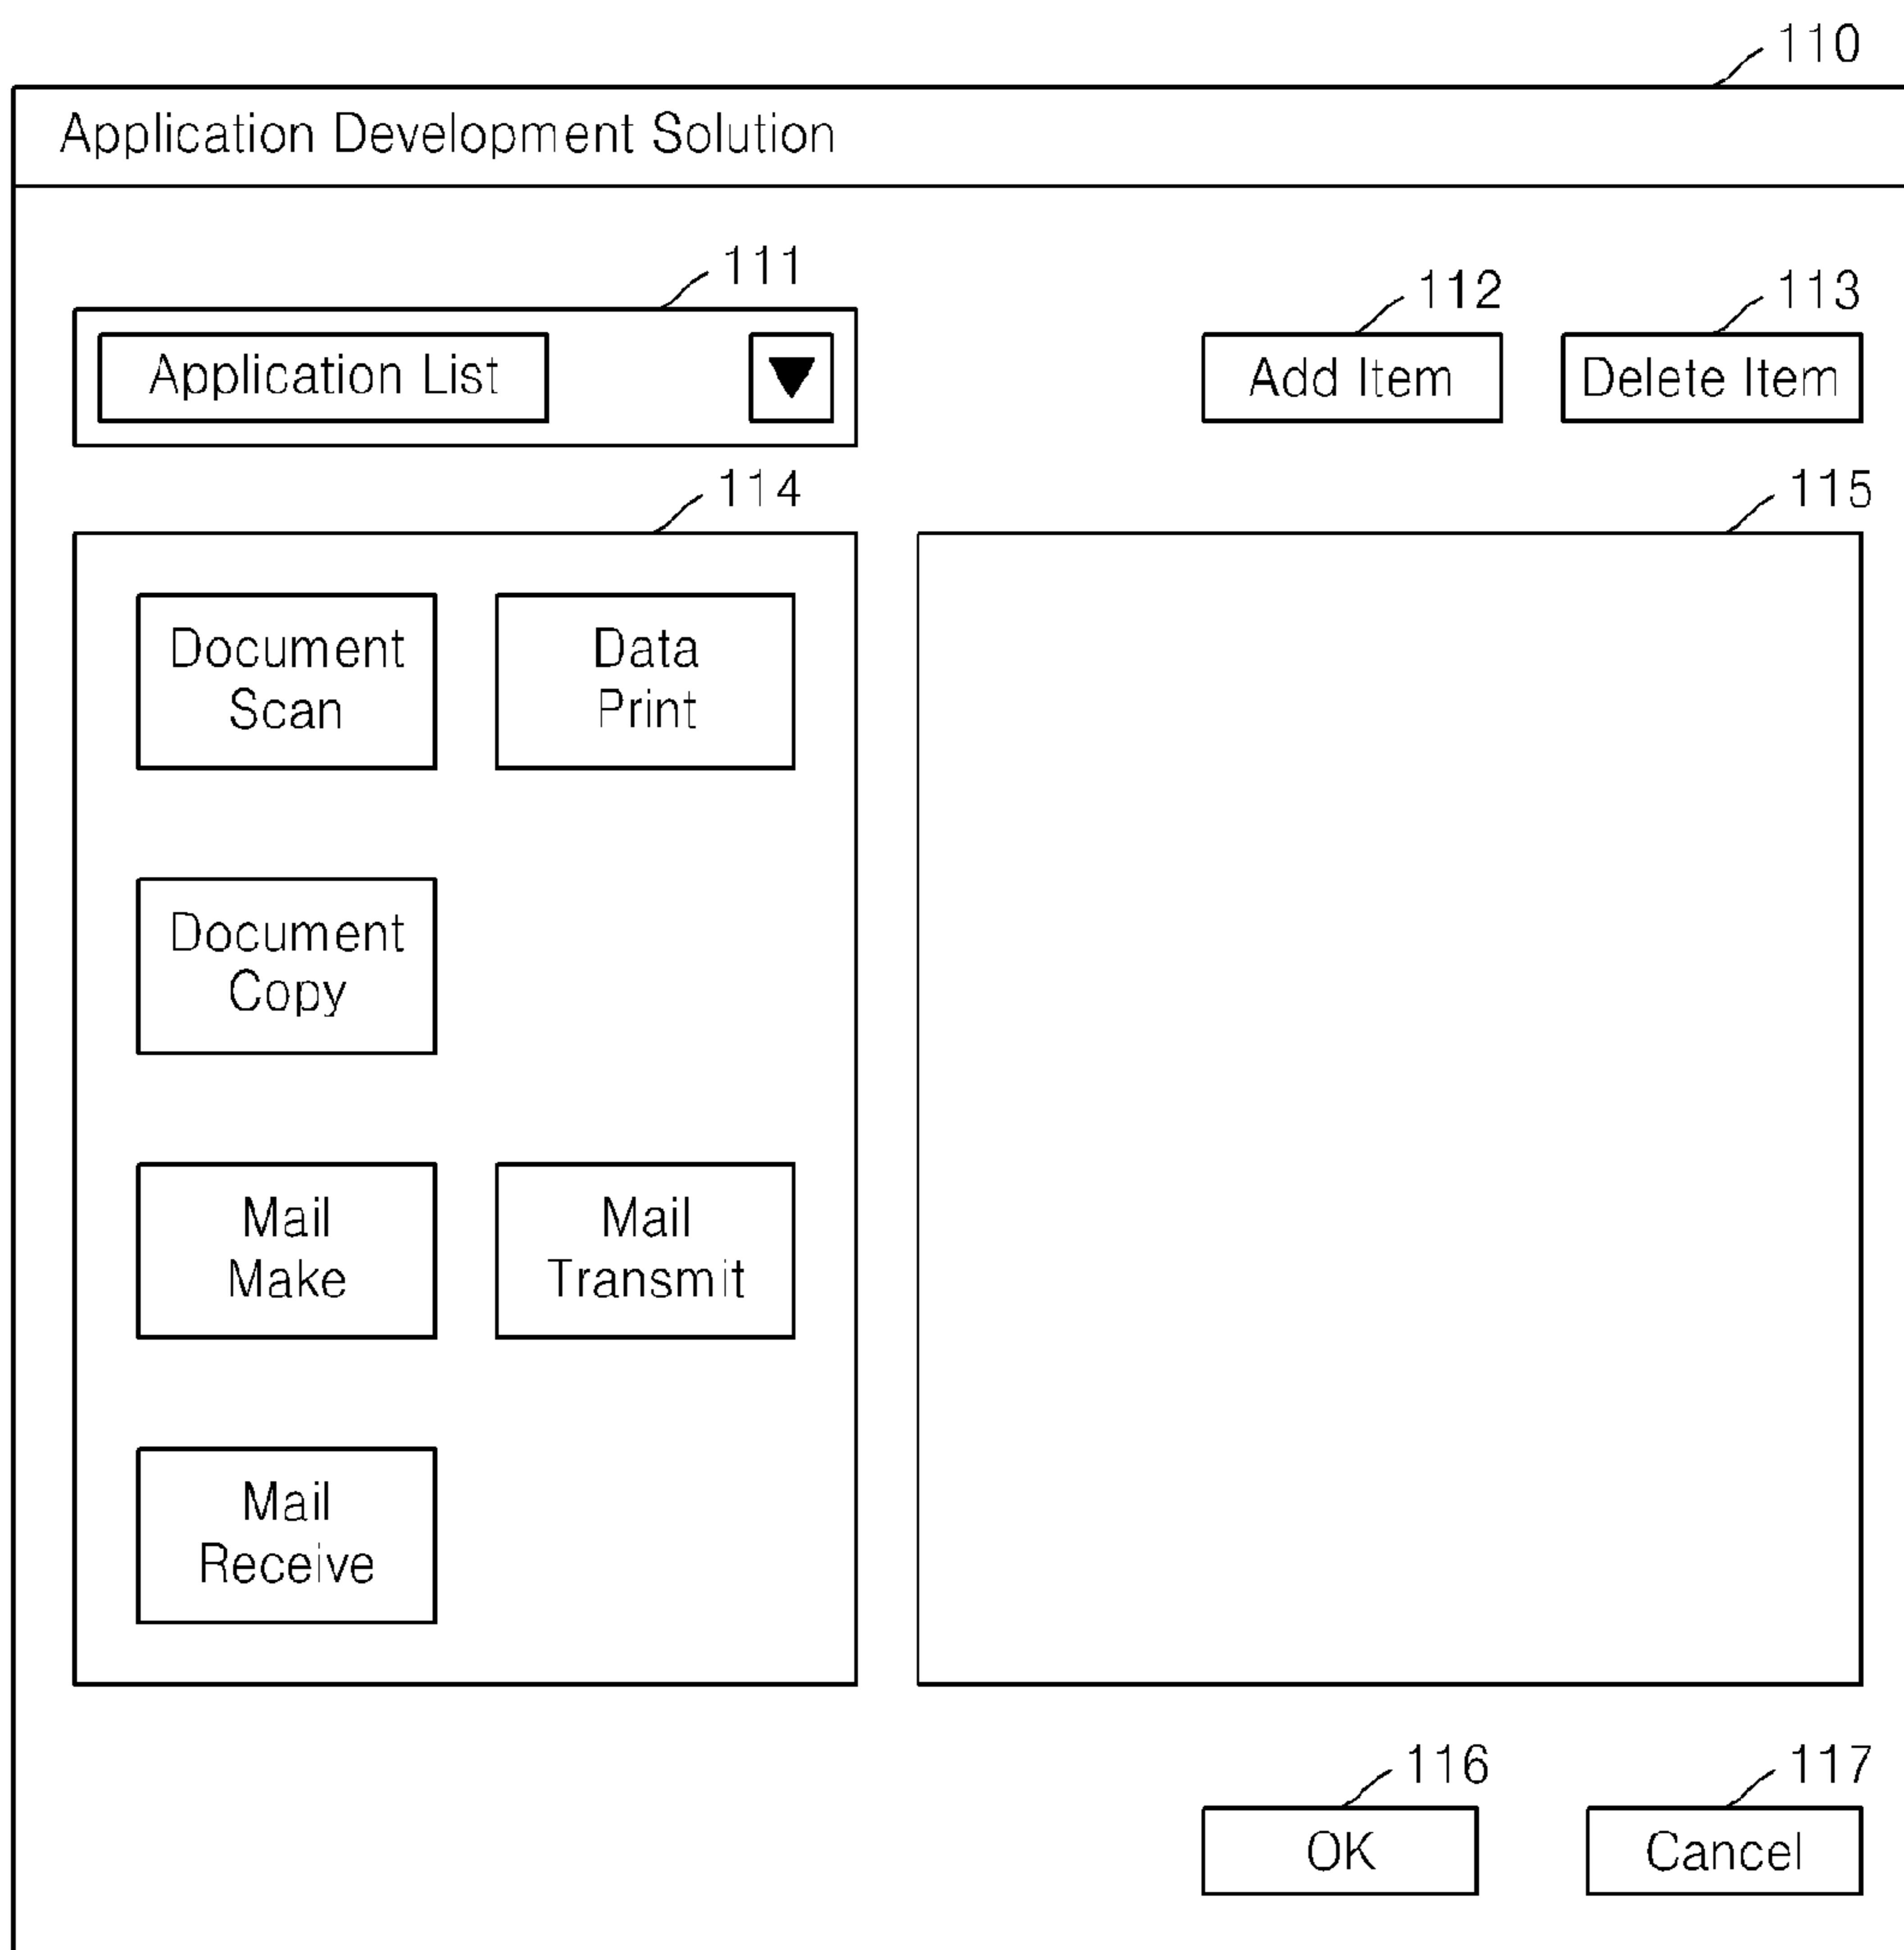 110
Application Development Solution
111
112
113
Application List
Add Item
Delete Item
114
115
Document
Scan
Data
Print
Document
Copy
Mail
Make
Mail
Transmit
Mail
Receive
116
117
OK
Cancel